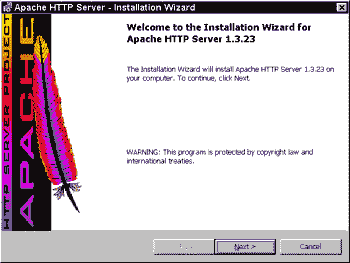 Apache HTTP Server - Installation Wizard
Welcome to the Installation Wizard for
Apache HTTP Server 1.3.23
The Installation Wizard will install Apache HTTP Server 1.3.23 on
your computer. To continue, click Next.
WARNING: This program is protected by copyright law and
international treaties.
HTTP SERVER PROJECT
APACHE
Next >
Cancel